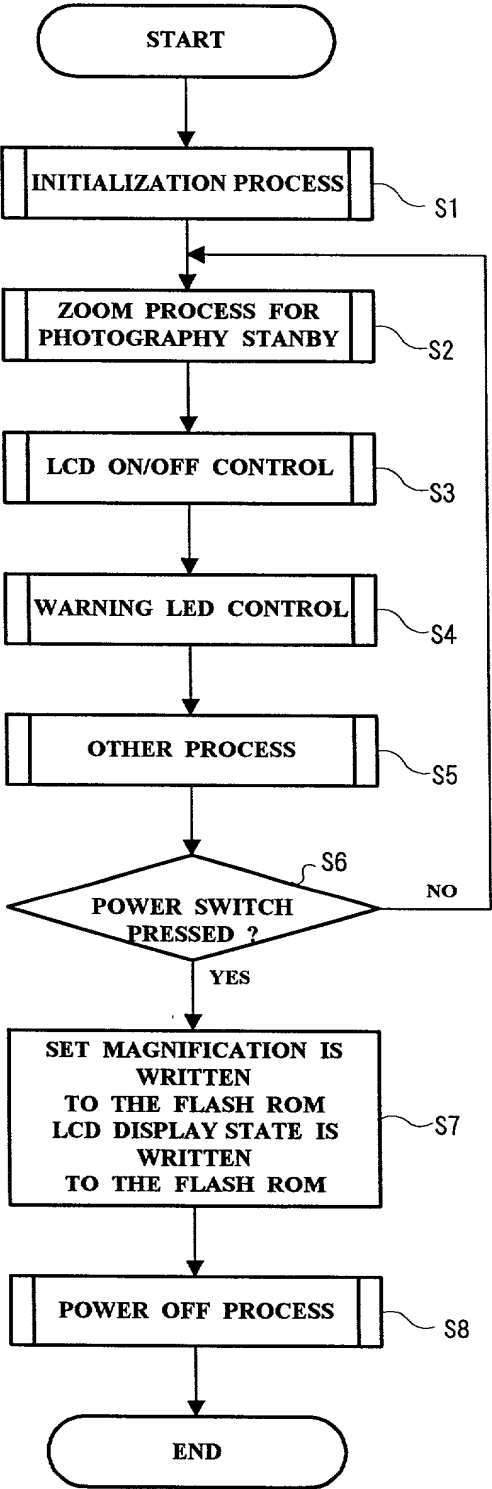 START
INITIALIZATION PROCESS
S1
ZOOM PROCESS FOR
PHOTOGRAPHY STANBY
S2
LCD ON/OFF CONTROL
S3
WARNING LED CONTROL
S4
OTHER PROCESS
S5
S6
POWER SWITCH
PRESSED ?
NO
YES
SET MAGNIFICATION IS
WRITTEN
TO THE FLASH ROM
LCD DISPLAY STATE IS
WRITTEN
TO THE FLASH ROM
S7
POWER OFF PROCESS
S8
END